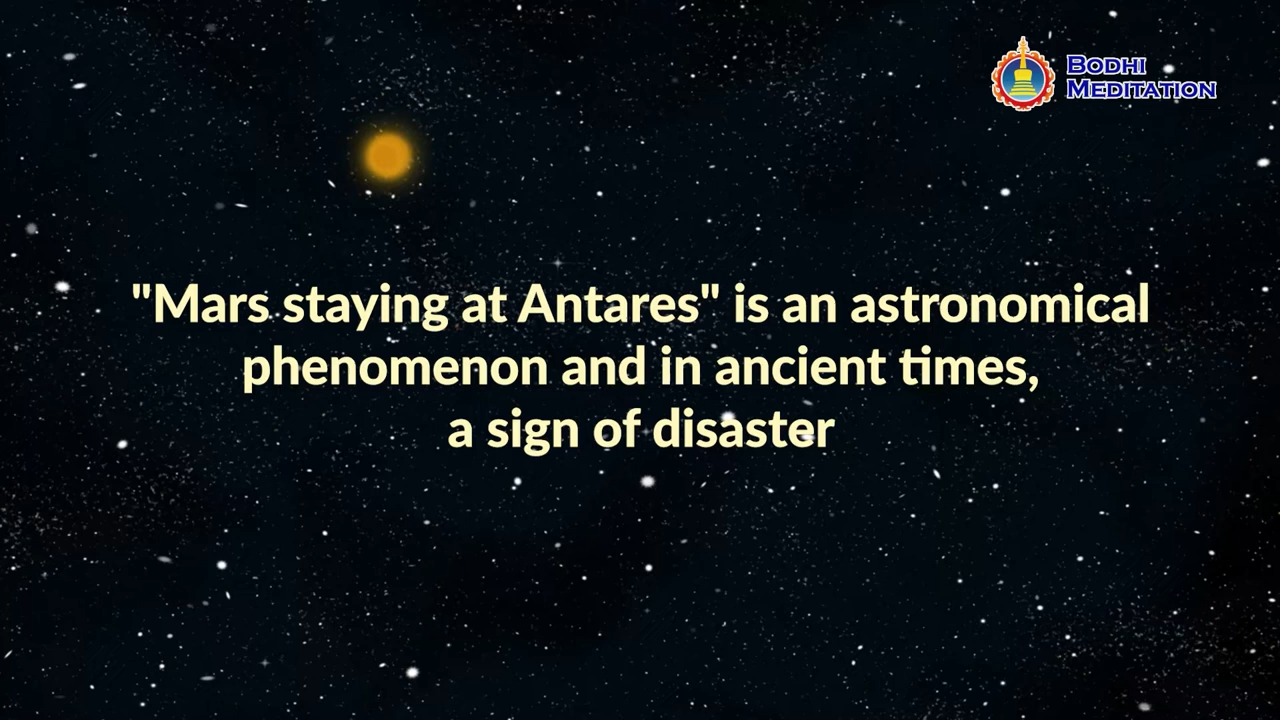 BODHI
MEDITATION
"Mars staying at Antares" is an astronomical
phenomenon and in ancient times,
a sign of disaster